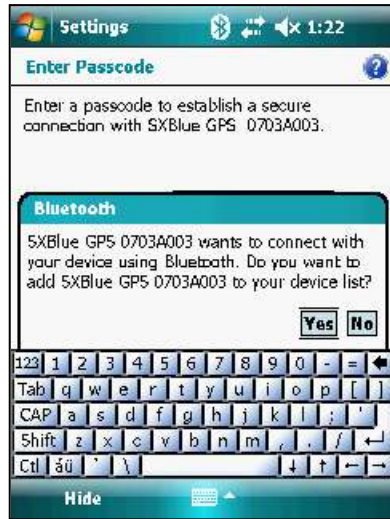 Settings 1:22
Enter Passcode ?
Enter a passcode to establish a secure
connection with SXBlue GPS 0703A003.
Bluetooth
SXBlue GPS 0703A003 wants to connect with
your device using Bluetooth. Do you want to
add SXBlue GPS 0703A003 to your device list?
Yes No
123 1 2 3 4 5 6 7 8 9 0 - =
Tab q w e r t y u i o p [ ]
CAP a s d f g h j k l ; '
Shift z x c v b n m , . /
Ctl áü ` \
Hide